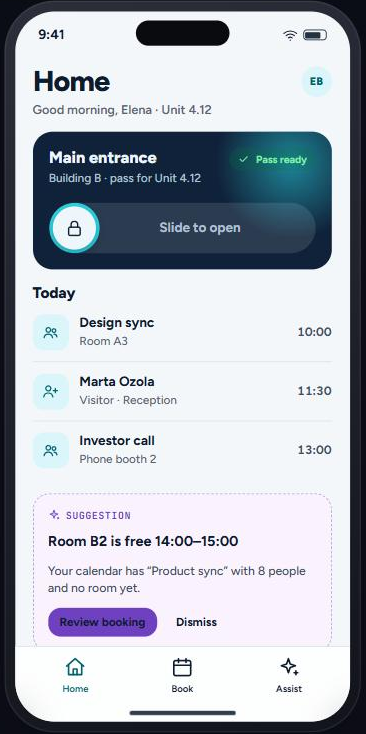 9:41
Home
EB
Good morning, Elena · Unit 4.12
Main entrance
Pass ready
Building B · pass for Unit 4.12
Slide to open
Today
Design sync
Room A3
10:00
Marta Ozola
Visitor · Reception
11:30
Investor call
Phone booth 2
13:00
SUGGESTION
Room B2 is free 14:00–15:00
Your calendar has “Product sync” with 8 people
and no room yet.
Review booking
Dismiss
Home
Book
Assist